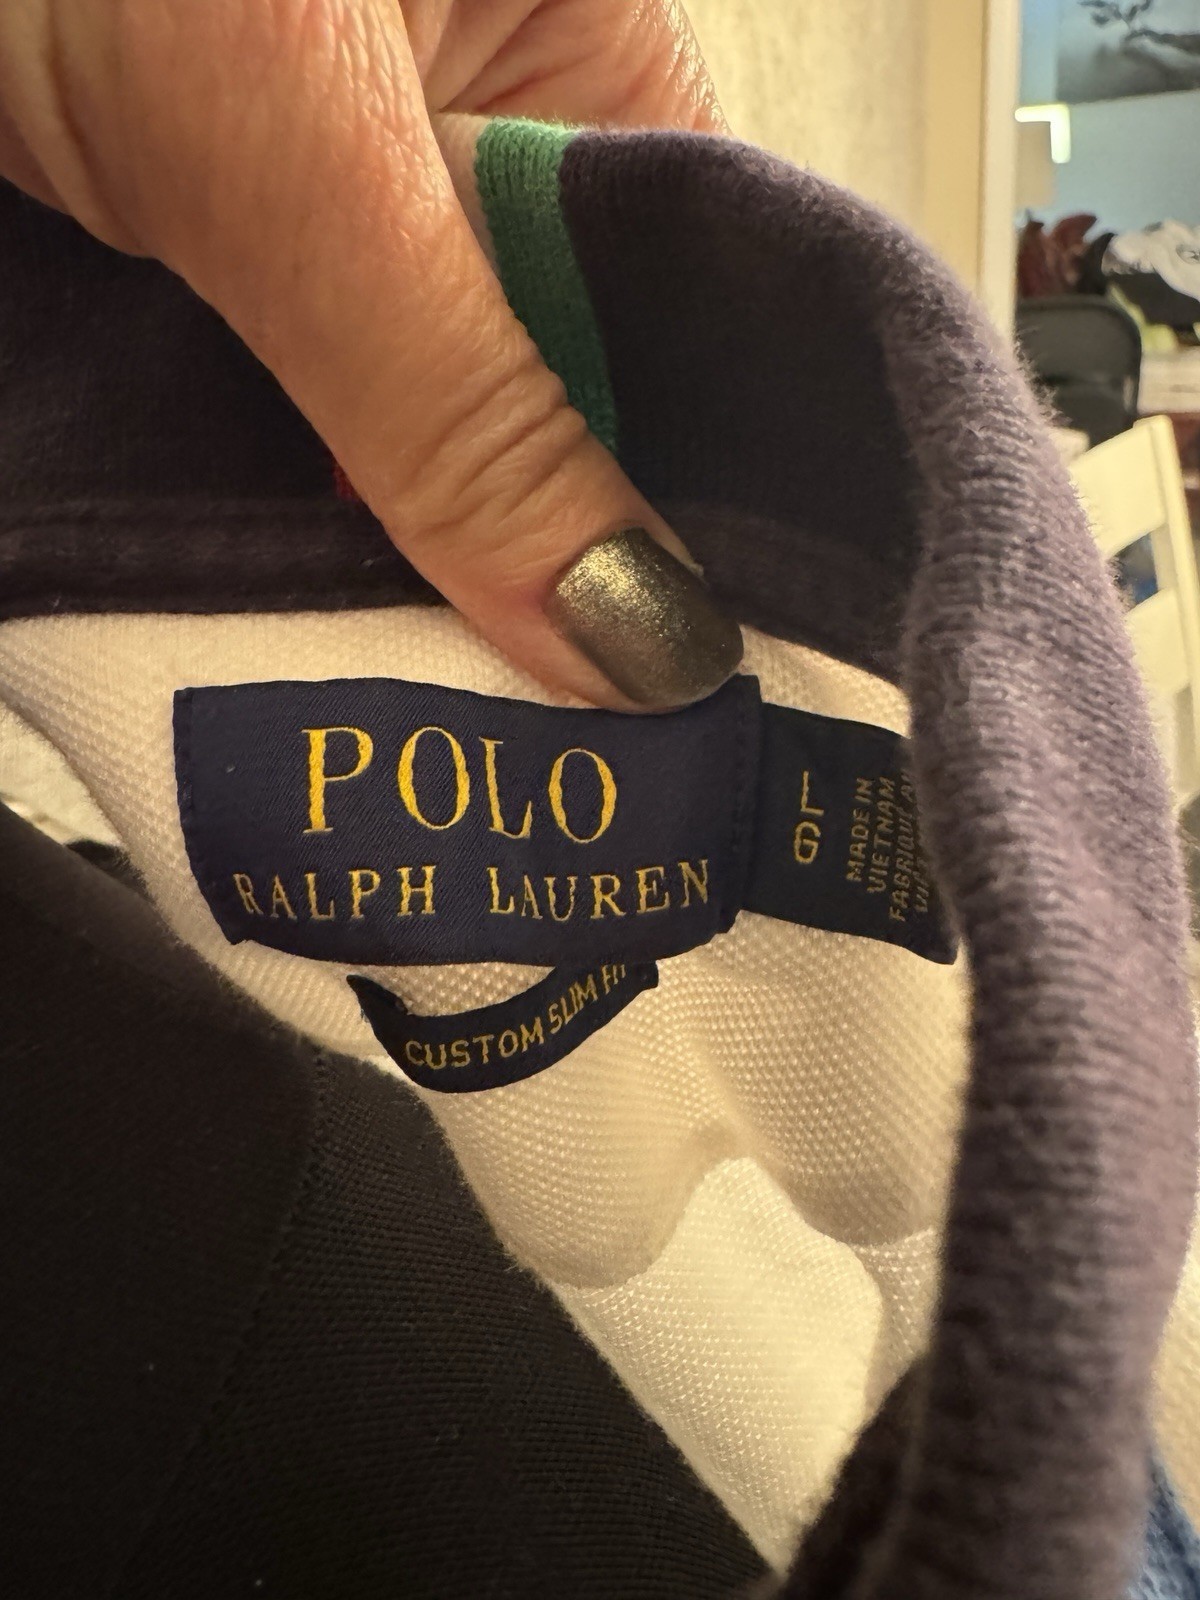 POLO
RALPH LAUREN
L
G
MADE IN
VIETNAM
CUSTOM SLIM FIT